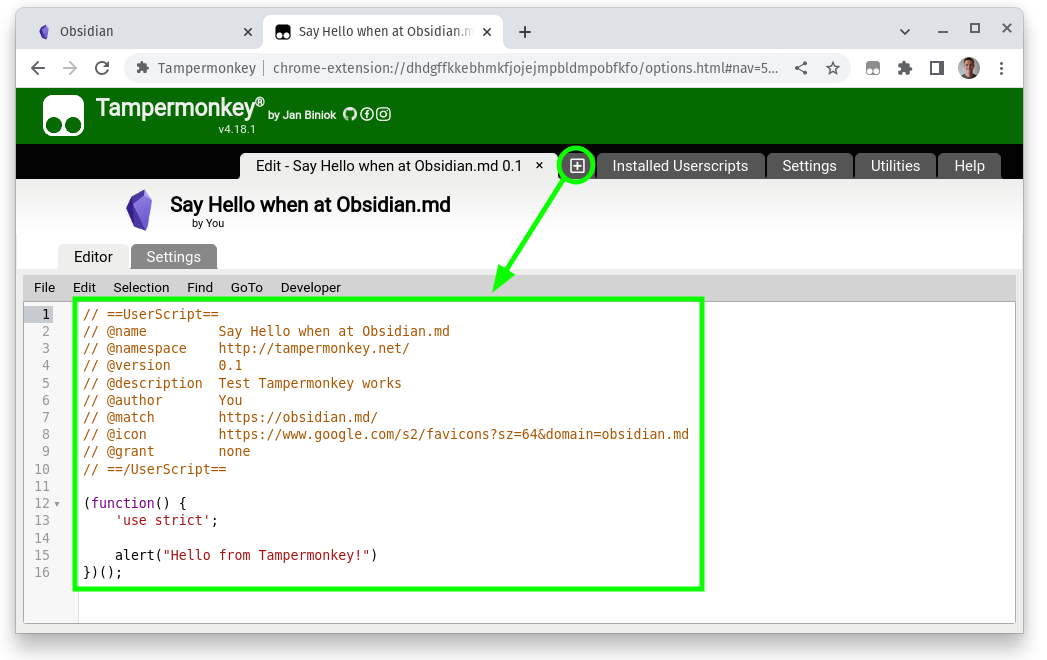 Obsidian
Say Hello when at Obsidian.m
Tampermonkey | chrome-extension://dhdgffkkebhmkfjojejmpbldmpobfkfo/options.html#nav=5...
Tampermonkey® by Jan Biniok
v4.18.1
Edit - Say Hello when at Obsidian.md 0.1 × Installed Userscripts Settings Utilities Help
Say Hello when at Obsidian.md
by You
Editor Settings
File Edit Selection Find GoTo Developer
1 // ==UserScript==
2 // @name         Say Hello when at Obsidian.md
3 // @namespace    http://tampermonkey.net/
4 // @version      0.1
5 // @description  Test Tampermonkey works
6 // @author       You
7 // @match        https://obsidian.md/
8 // @icon         https://www.google.com/s2/favicons?sz=64&domain=obsidian.md
9 // @grant        none
10 // ==/UserScript==
11
12 (function() {
13     'use strict';
14
15     alert("Hello from Tampermonkey!")
16 })();